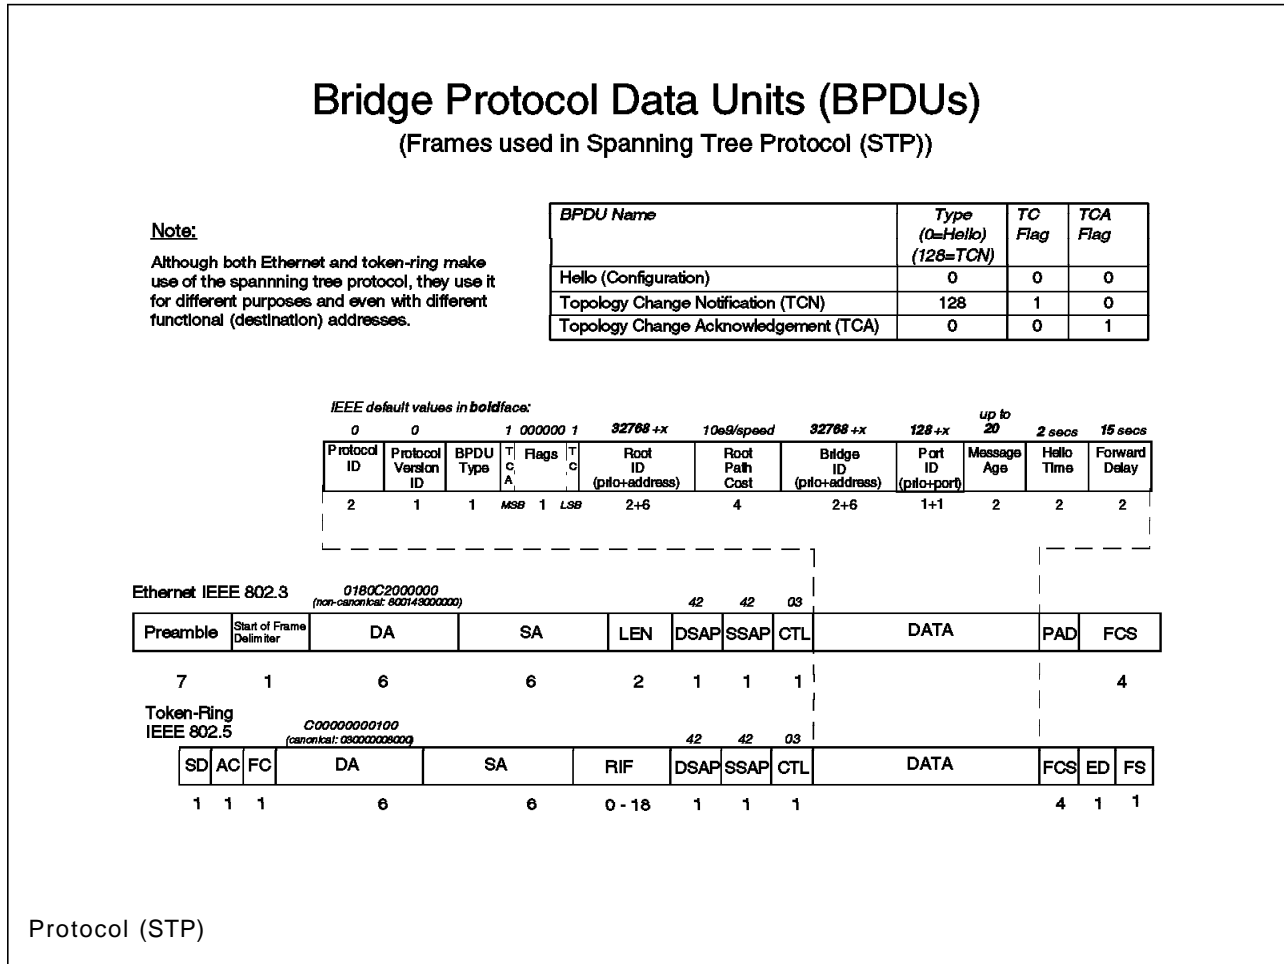 Bridge Protocol Data Units (BPDUs)
(Frames used in Spanning Tree Protocol (STP))
Note:
Although both Ethernet and token-ring make
use of the spannning tree protocol, they use it
for different purposes and even with different
functional (destination) addresses.
BPDU Name Type (0=Hello) (128=TCN) TC Flag TCA Flag
Hello (Configuration) 0 0 0
Topology Change Notification (TCN) 128 1 0
Topology Change Acknowledgement (TCA) 0 0 1
IEEE default values in boldface:
0 0 1 000000 1 32768 +x 10e9/speed 32768 +x 128 +x up to 20 2 secs 15 secs
Protocol ID Protocol Version ID BPDU Type TCA Flags TC Root ID (prio+address) Root Path Cost Bridge ID (prio+address) Port ID (prio+port) Message Age Hello Time Forward Delay
2 1 1 MSB 1 LSB 2+6 4 2+6 1+1 2 2 2
Ethernet IEEE 802.3
0180C2000000
(non-canonical: 800143000000)
42 42 03
Preamble Start of Frame Delimiter DA SA LEN DSAP SSAP CTL DATA PAD FCS
7 1 6 6 2 1 1 1 4
Token-Ring
IEEE 802.5
C00000000100
(canonical: 030000008000)
42 42 03
SD AC FC DA SA RIF DSAP SSAP CTL DATA FCS ED FS
1 1 1 6 6 0 - 18 1 1 1 4 1 1
Protocol (STP)